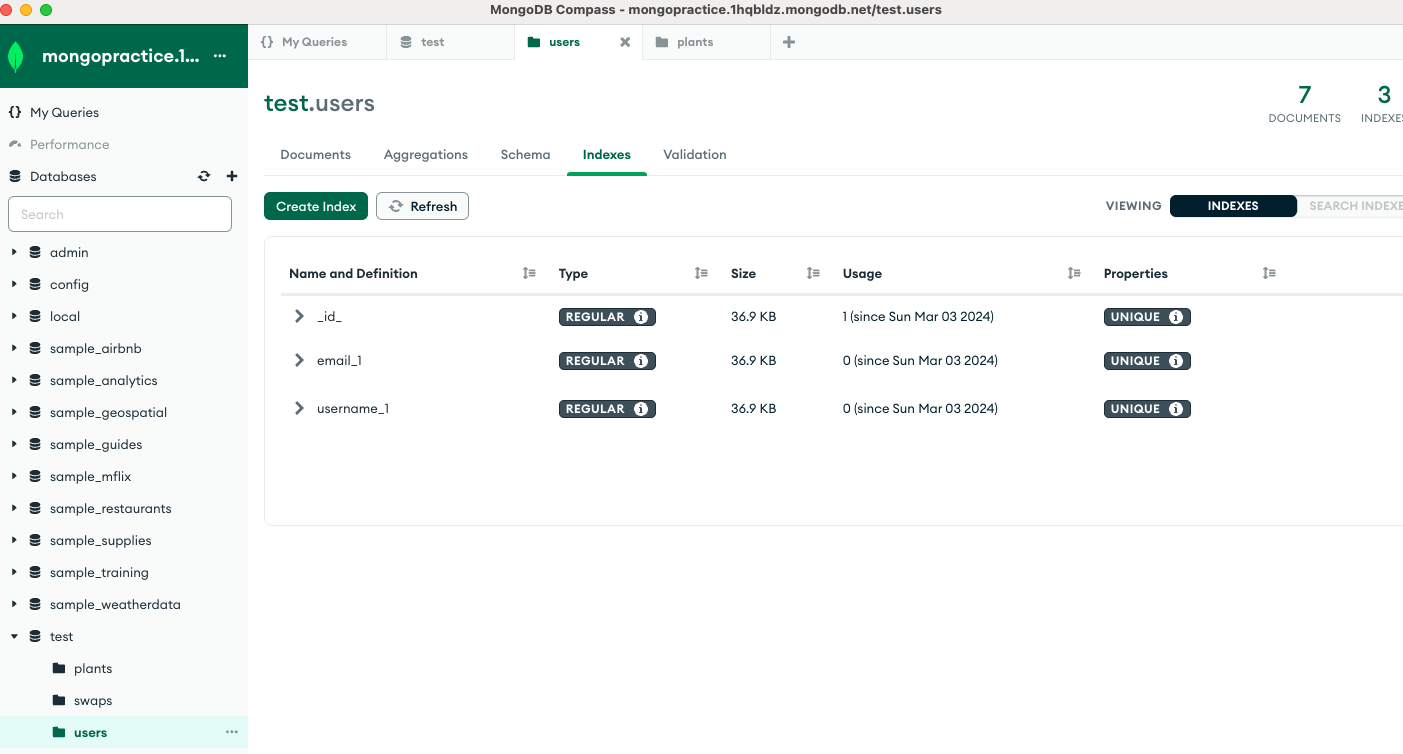 MongoDB Compass - mongopractice.1hqbldz.mongodb.net/test.users
mongopractice.1... ...
{} My Queries
test
users
plants
My Queries
Performance
Databases
Search
admin
config
local
sample_airbnb
sample_analytics
sample_geospatial
sample_guides
sample_mflix
sample_restaurants
sample_supplies
sample_training
sample_weatherdata
test
plants
swaps
users ...
test.users
7
DOCUMENTS
3
INDEXES
Documents Aggregations Schema Indexes Validation
Create Index Refresh
VIEWING INDEXES SEARCH INDEXE
Name and Definition Type Size Usage Properties
_id_ REGULAR 36.9 KB 1 (since Sun Mar 03 2024) UNIQUE
email_1 REGULAR 36.9 KB 0 (since Sun Mar 03 2024) UNIQUE
username_1 REGULAR 36.9 KB 0 (since Sun Mar 03 2024) UNIQUE